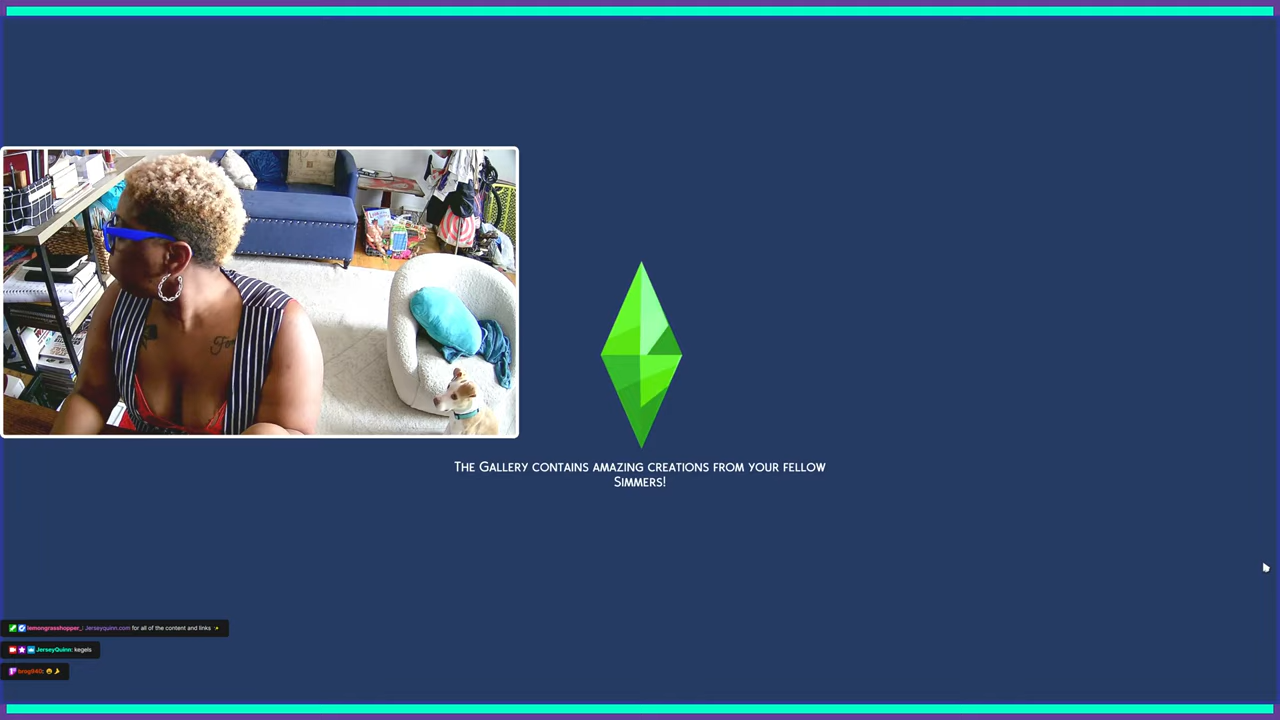 THE GALLERY CONTAINS AMAZING CREATIONS FROM YOUR FELLOW
SIMMERS!
lemongrasshopper_: Jerseyquinn.com for all of the content and links
JerseyQuinn: kegels
brag940: